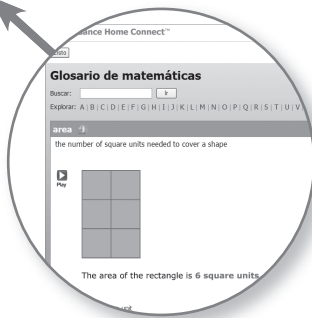 Home Connect™
Listo
Glosario de matemáticas
Buscar: Ir
Explorar: A | B | C | D | E | F | G | H | I | J | K | L | M | N | O | P | Q | R | S | T | U | V
area
the number of square units needed to cover a shape
Play
The area of the rectangle is 6 square units